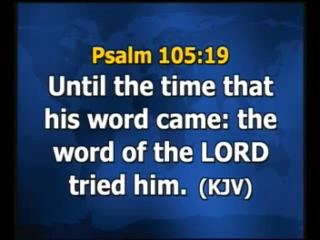 Psalm 105:19
Until the time that
his word came: the
word of the LORD
tried him. (KJV)